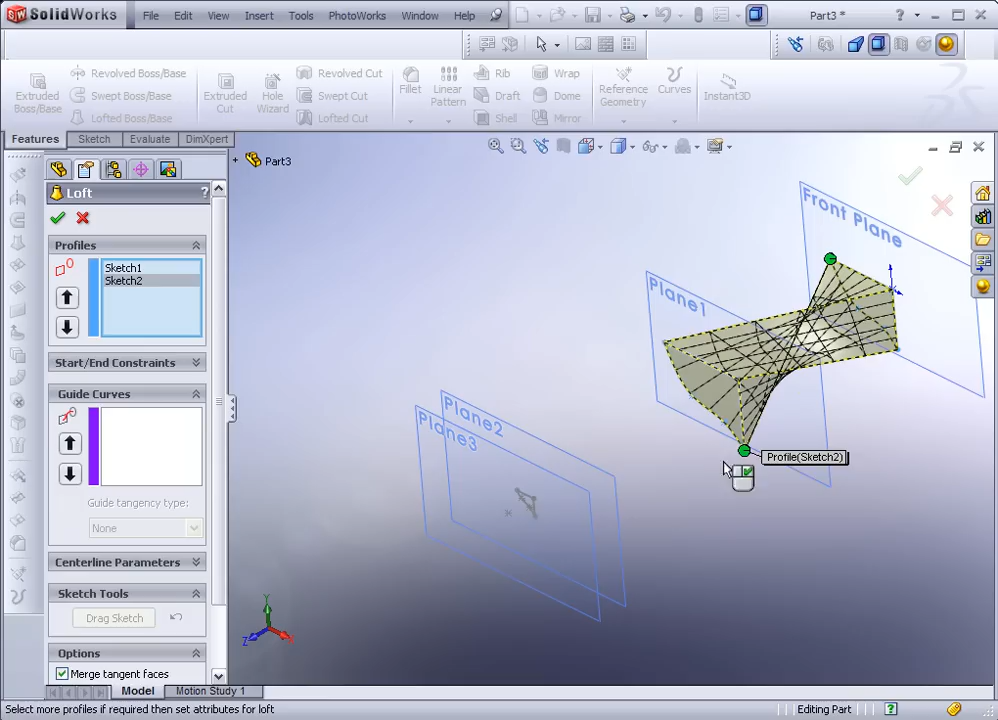 SolidWorks File Edit View Insert Tools PhotoWorks Window Help Part3 * ?
Extruded Boss/Base
Revolved Boss/Base
Swept Boss/Base
Lofted Boss/Base
Extruded Cut
Hole Wizard
Revolved Cut
Swept Cut
Lofted Cut
Fillet
Linear Pattern
Rib
Draft
Shell
Wrap
Dome
Mirror
Reference Geometry
Curves
Instant3D
Features Sketch Evaluate DimXpert
Part3
Loft ?
Profiles
Sketch1
Sketch2
Start/End Constraints
Guide Curves
Guide tangency type:
None
Centerline Parameters
Sketch Tools
Drag Sketch
Options
Merge tangent faces
Front Plane
Plane1
Plane2
Plane3
Profile(Sketch2)
Y
Z
Model Motion Study 1
Select more profiles if required then set attributes for loft Editing Part ?